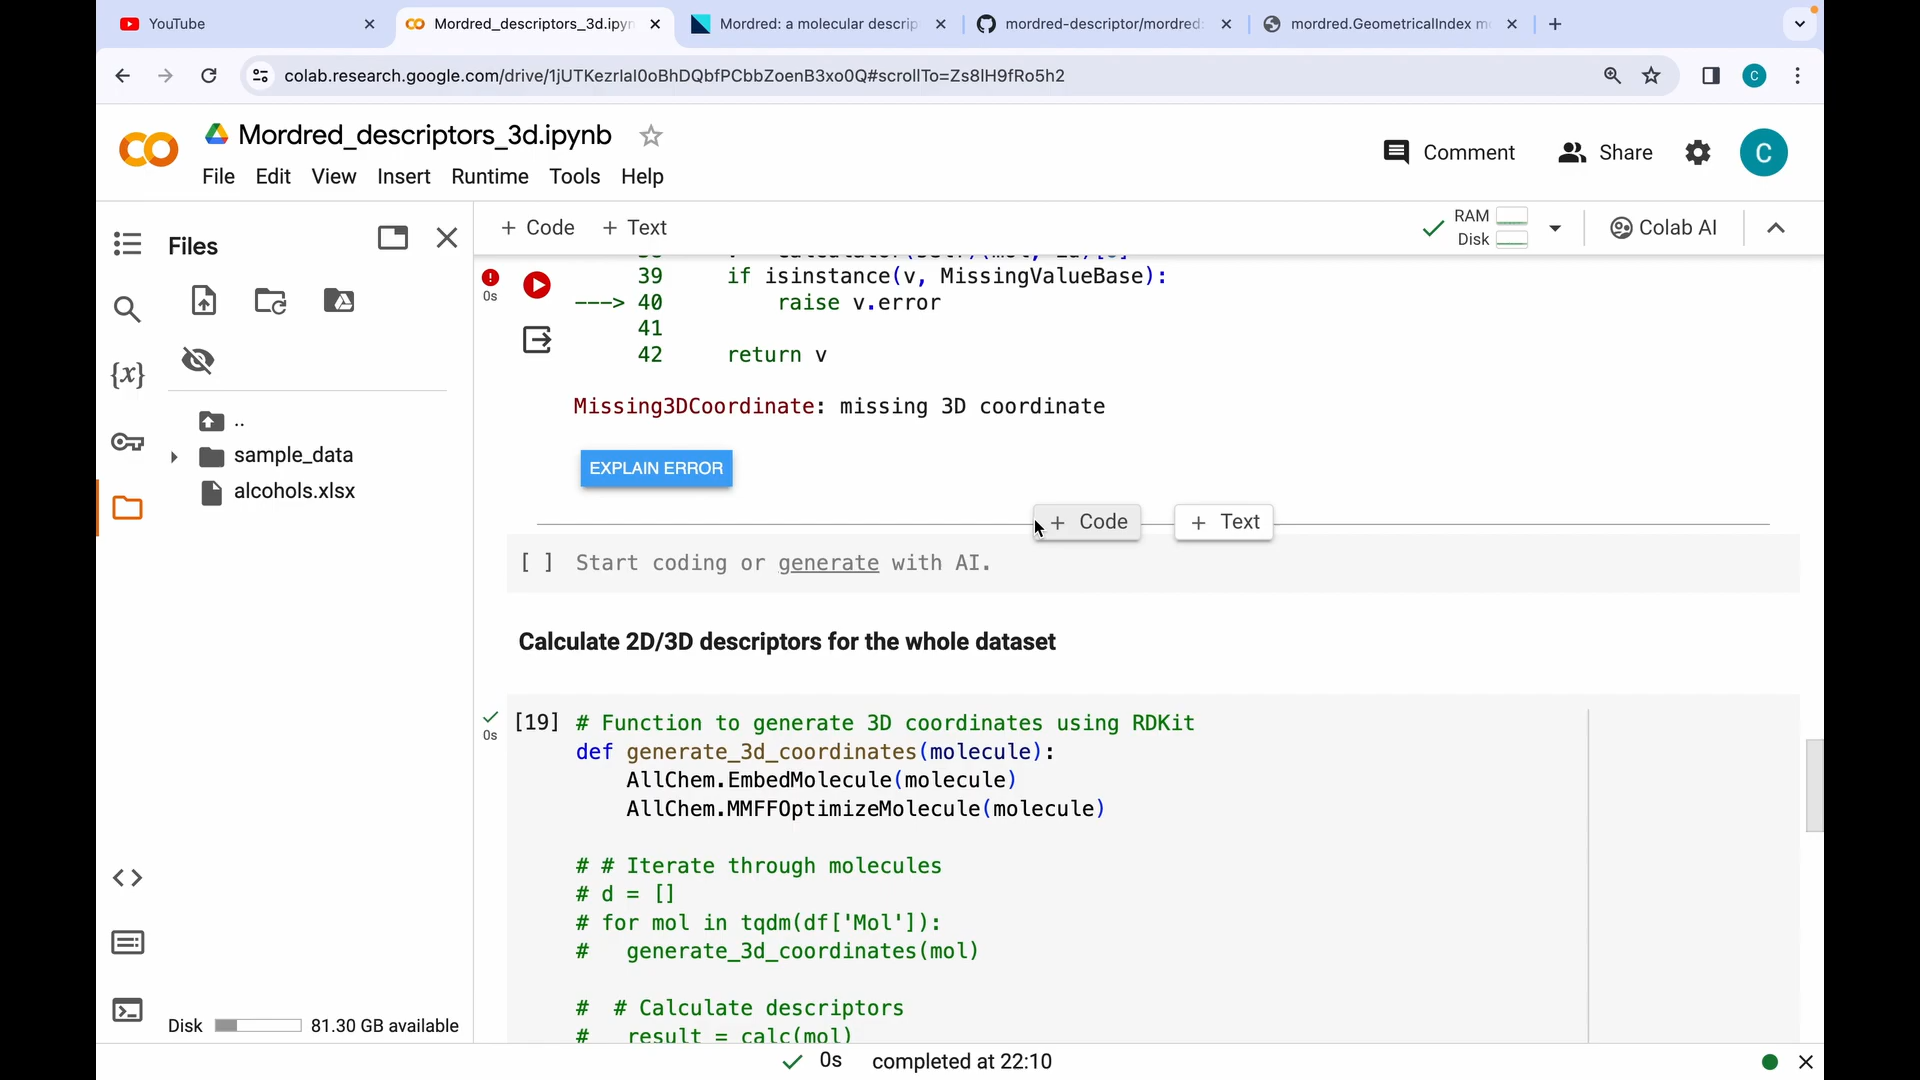 YouTube
Mordred_descriptors_3d.ipyn
Mordred: a molecular descrip
mordred-descriptor/mordred:
mordred.GeometricalIndex m
colab.research.google.com/drive/1jUTKezrlaI0oBhDQbfPCbbZoenB3xo0Q#scrollTo=Zs8lH9fRo5h2
C
Mordred_descriptors_3d.ipynb
File Edit View Insert Runtime Tools Help
Comment
Share
C
Files
+ Code + Text
RAM
Disk
Colab AI
39 if isinstance(v, MissingValueBase):
0s
---> 40 raise v.error
41
42 return v
Missing3DCoordinate: missing 3D coordinate
EXPLAIN ERROR
+ Code + Text
[ ] Start coding or generate with AI.
..
sample_data
alcohols.xlsx
{x}
Calculate 2D/3D descriptors for the whole dataset
0s
[19] # Function to generate 3D coordinates using RDKit
def generate_3d_coordinates(molecule):
AllChem.EmbedMolecule(molecule)
AllChem.MMFFOptimizeMolecule(molecule)
# # Iterate through molecules
# d = []
# for mol in tqdm(df['Mol']):
# generate_3d_coordinates(mol)
# # Calculate descriptors
# result = calc(mol)
Disk 81.30 GB available
0s completed at 22:10